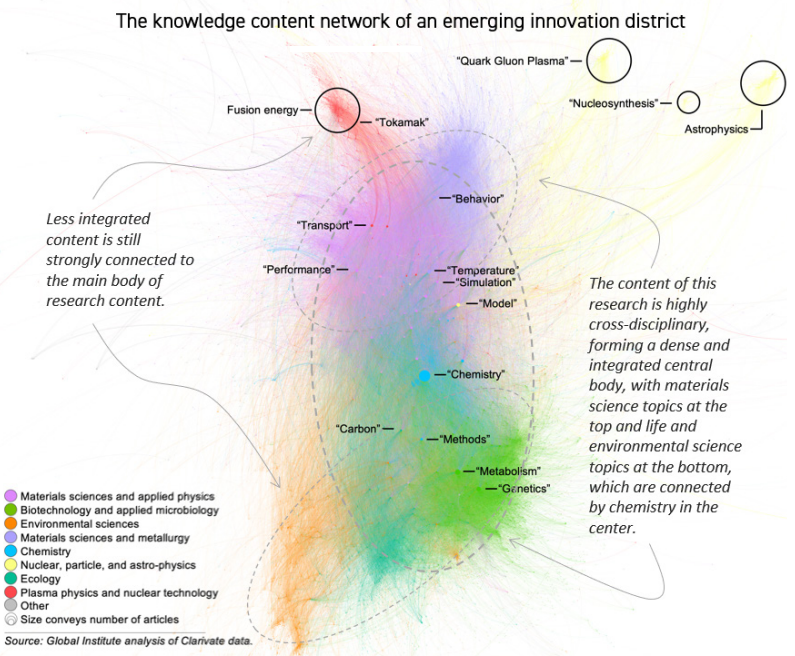 The knowledge content network of an emerging innovation district
"Quark Gluon Plasma"
"Nucleosynthesis"
Astrophysics
Fusion energy
"Tokamak"
"Behavior"
"Transport"
"Performance"
"Temperature"
"Simulation"
"Model"
"Chemistry"
"Carbon"
"Methods"
"Metabolism"
"Genetics"
Less integrated
content is still
strongly connected to
the main body of
research content.
The content of this
research is highly
cross-disciplinary,
forming a dense and
integrated central
body, with materials
science topics at the
top and life and
environmental science
topics at the bottom,
which are connected
by chemistry in the
center.
Materials sciences and applied physics
Biotechnology and applied microbiology
Environmental sciences
Materials sciences and metallurgy
Chemistry
Nuclear, particle, and astro-physics
Ecology
Plasma physics and nuclear technology
Other
Size conveys number of articles
Source: Global Institute analysis of Clarivate data.